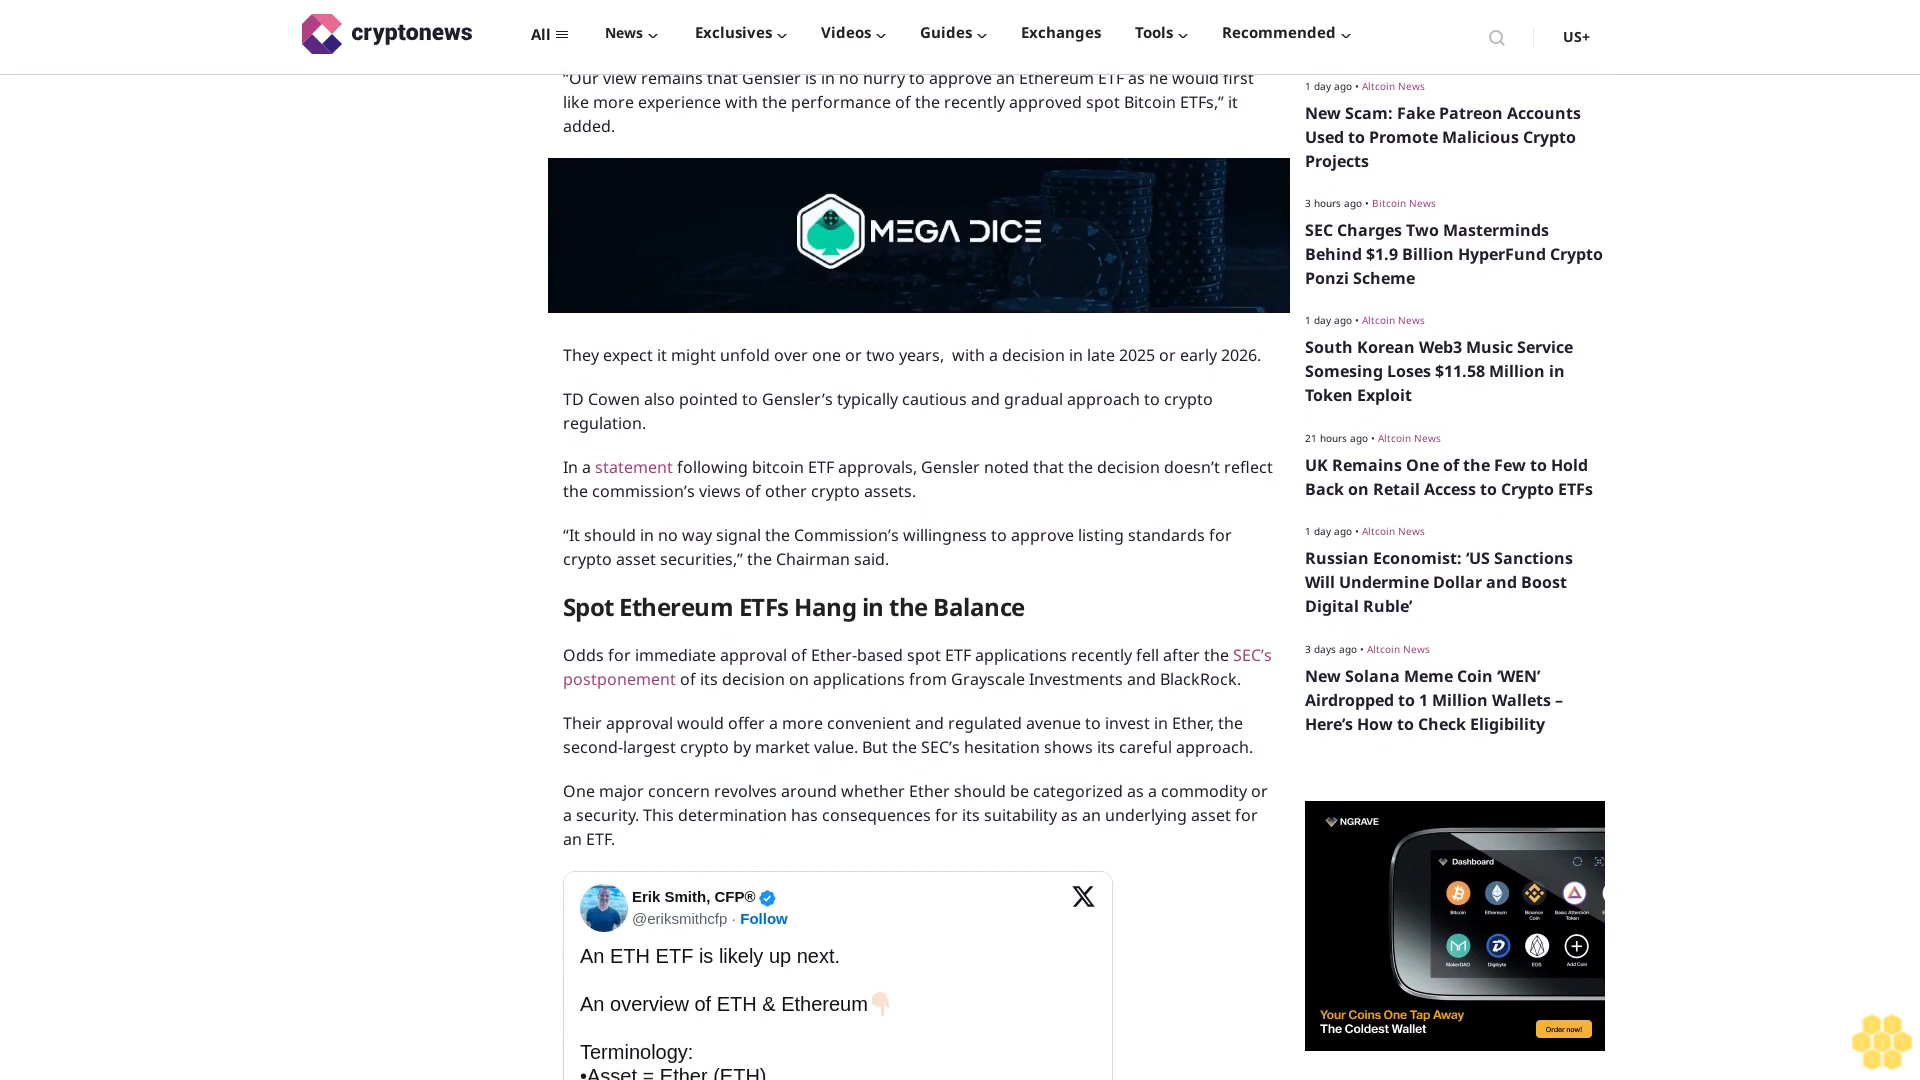 cryptonews
All
News
Exclusives
Videos
Guides
Exchanges
Tools
Recommended
US+
“Our view remains that Gensler is in no hurry to approve an Ethereum ETF as he would first
like more experience with the performance of the recently approved spot Bitcoin ETFs,” it
added.
MEGA DICE
They expect it might unfold over one or two years,  with a decision in late 2025 or early 2026.
TD Cowen also pointed to Gensler’s typically cautious and gradual approach to crypto
regulation.
In a statement following bitcoin ETF approvals, Gensler noted that the decision doesn’t reflect
the commission’s views of other crypto assets.
“It should in no way signal the Commission’s willingness to approve listing standards for
crypto asset securities,” the Chairman said.
Spot Ethereum ETFs Hang in the Balance
Odds for immediate approval of Ether-based spot ETF applications recently fell after the SEC’s
postponement of its decision on applications from Grayscale Investments and BlackRock.
Their approval would offer a more convenient and regulated avenue to invest in Ether, the
second-largest crypto by market value. But the SEC’s hesitation shows its careful approach.
One major concern revolves around whether Ether should be categorized as a commodity or
a security. This determination has consequences for its suitability as an underlying asset for
an ETF.
Erik Smith, CFP®
@eriksmithcfp · Follow
An ETH ETF is likely up next.
An overview of ETH & Ethereum👇🏻
Terminology:
•Asset = Ether (ETH)
1 day ago • Altcoin News
New Scam: Fake Patreon Accounts
Used to Promote Malicious Crypto
Projects
3 hours ago • Bitcoin News
SEC Charges Two Masterminds
Behind $1.9 Billion HyperFund Crypto
Ponzi Scheme
1 day ago • Altcoin News
South Korean Web3 Music Service
Somesing Loses $11.58 Million in
Token Exploit
21 hours ago • Altcoin News
UK Remains One of the Few to Hold
Back on Retail Access to Crypto ETFs
1 day ago • Altcoin News
Russian Economist: ‘US Sanctions
Will Undermine Dollar and Boost
Digital Ruble’
3 days ago • Altcoin News
New Solana Meme Coin ‘WEN’
Airdropped to 1 Million Wallets –
Here’s How to Check Eligibility
NGRAVE
Dashboard
Bitcoin
Ethereum
Binance
Coin
Basic Attention
Token
MakerDAO
Digibyte
EOS
Add Coin
Your Coins One Tap Away
The Coldest Wallet
Order now!